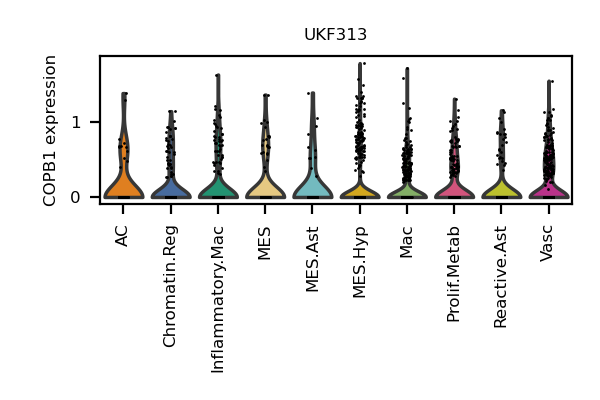 UKF313
COPB1 expression
1
0
AC
Chromatin.Reg
Inflammatory.Mac
MES
MES.Ast
MES.Hyp
Mac
Prolif.Metab
Reactive.Ast
Vasc